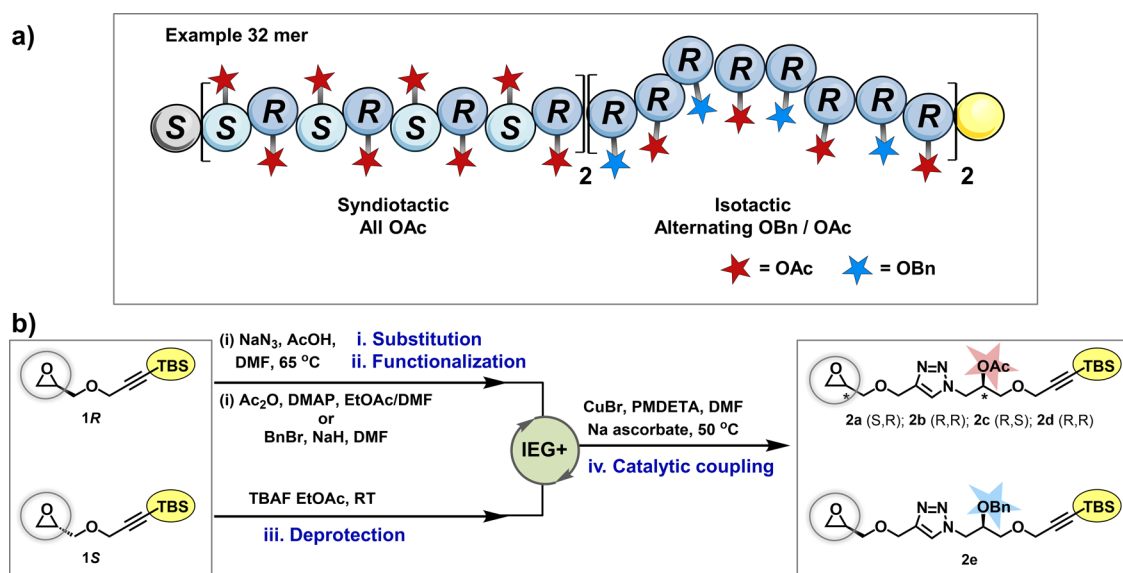 a)
Example 32 mer
S S R S R S R S R R R R R R R R R
2
2
Syndiotactic
All OAc
Isotactic
Alternating OBn / OAc
= OAc
= OBn
b)
O
O
TBS
1R
(i) NaN3, AcOH,
DMF, 65 °C
i. Substitution
ii. Functionalization
(i) Ac2O, DMAP, EtOAc/DMF
or
BnBr, NaH, DMF
O
O
TBS
1S
TBAF EtOAc, RT
iii. Deprotection
IEG+
CuBr, PMDETA, DMF
Na ascorbate, 50 °C
iv. Catalytic coupling
O
*
O
N=N
N
OAc
*
O
TBS
2a (S,R); 2b (R,R); 2c (R,S); 2d (R,R)
O
O
N=N
N
OBn
O
TBS
2e